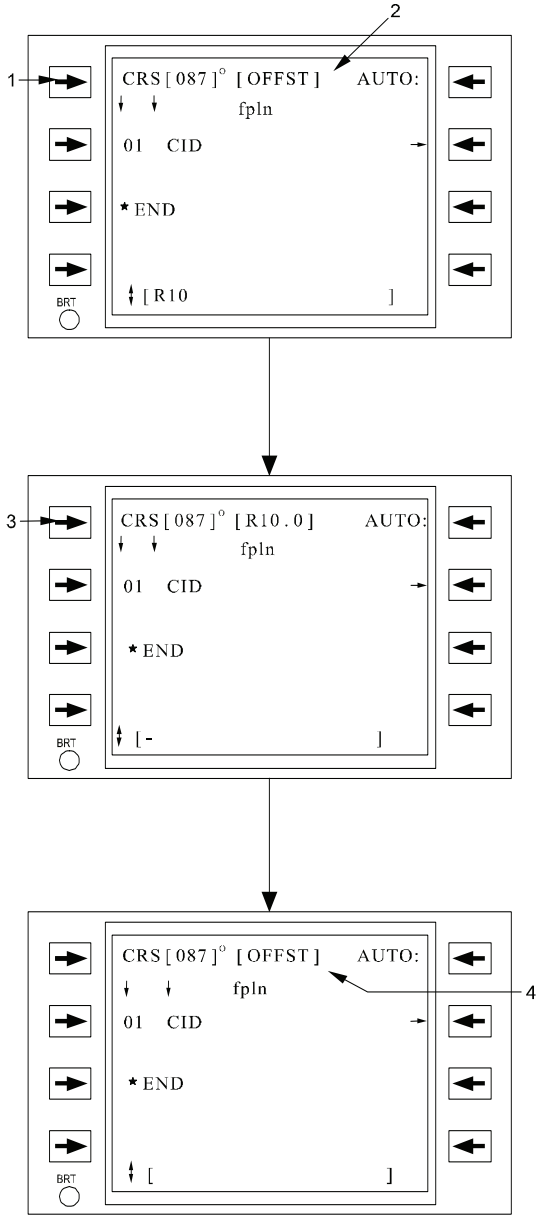 2
1
CRS[087]° [OFFST] AUTO:
fpln
01 CID
END
[R10 ]
BRT
3
CRS[087]° [R10.0] AUTO:
fpln
01 CID
END
[- ]
BRT
CRS[087]° [OFFST] AUTO:
fpln
4
01 CID
END
[ ]
BRT